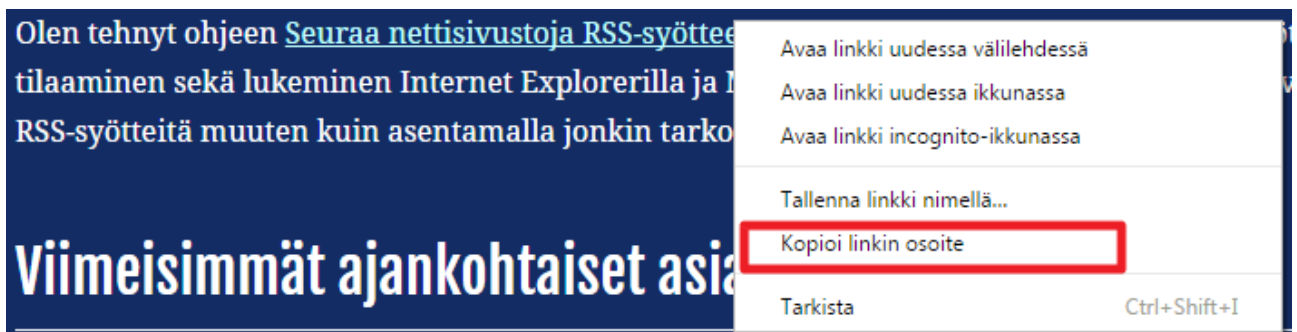 Olen tehnyt ohjeen Seuraa nettisivustoja RSS-syöttee
tilaaminen sekä lukeminen Internet Explorerilla ja
RSS-syötteitä muuten kuin asentamalla jonkin tarko
Viimeisimmät ajankohtaiset asia
Avaa linkki uudessa välilehdessä
Avaa linkki uudessa ikkunassa
Avaa linkki incognito-ikkunassa
Tallenna linkki nimellä...
Kopioi linkin osoite
Tarkista Ctrl+Shift+I